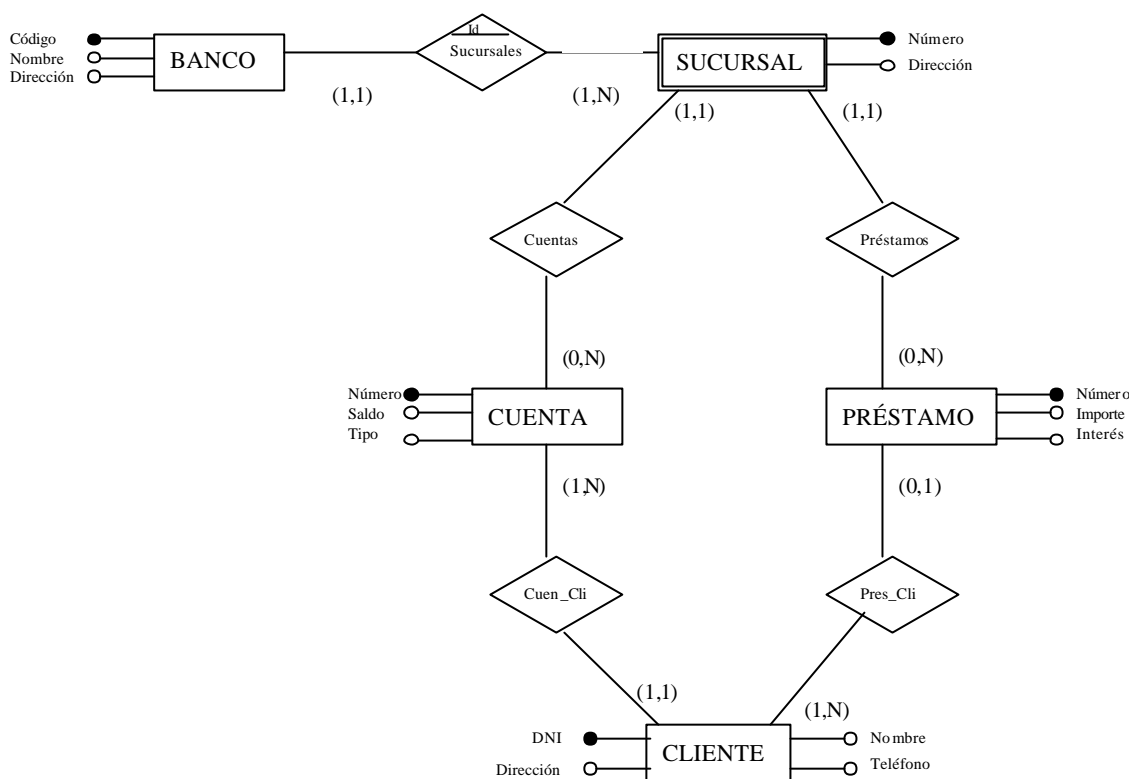 Código
Nombre
Dirección
BANCO
(1,1)
Id
Sucursales
(1,N)
SUCURSAL
Número
Dirección
(1,1)
(1,1)
Cuentas
Préstamos
(0,N)
(0,N)
Número
Saldo
Tipo
CUENTA
PRÉSTAMO
Número
Importe
Interés
(1,N)
(0,1)
Cuen_Cli
Pres_Cli
(1,1)
(1,N)
DNI
Dirección
CLIENTE
Nombre
Teléfono